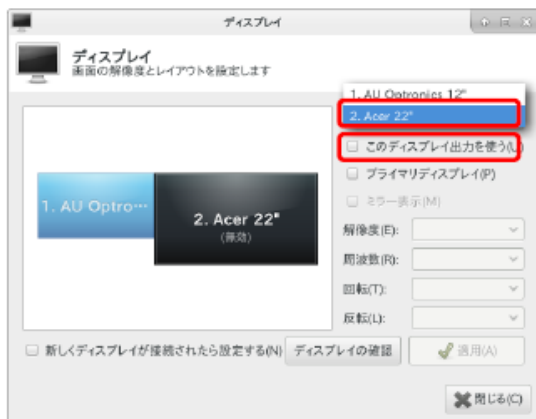 ディスプレイ
ディスプレイ
画面の解像度とレイアウトを設定します
1. AU Optronics 12"
2. Acer 22"
このディスプレイ出力を使う(U)
プライマリディスプレイ(P)
ミラー表示(M)
1. AU Optro…
2. Acer 22"
(無効)
解像度(E):
周波数(R):
回転(T):
反転(L):
新しくディスプレイが接続されたら設定する(N)
ディスプレイの確認
適用(A)
閉じる(C)